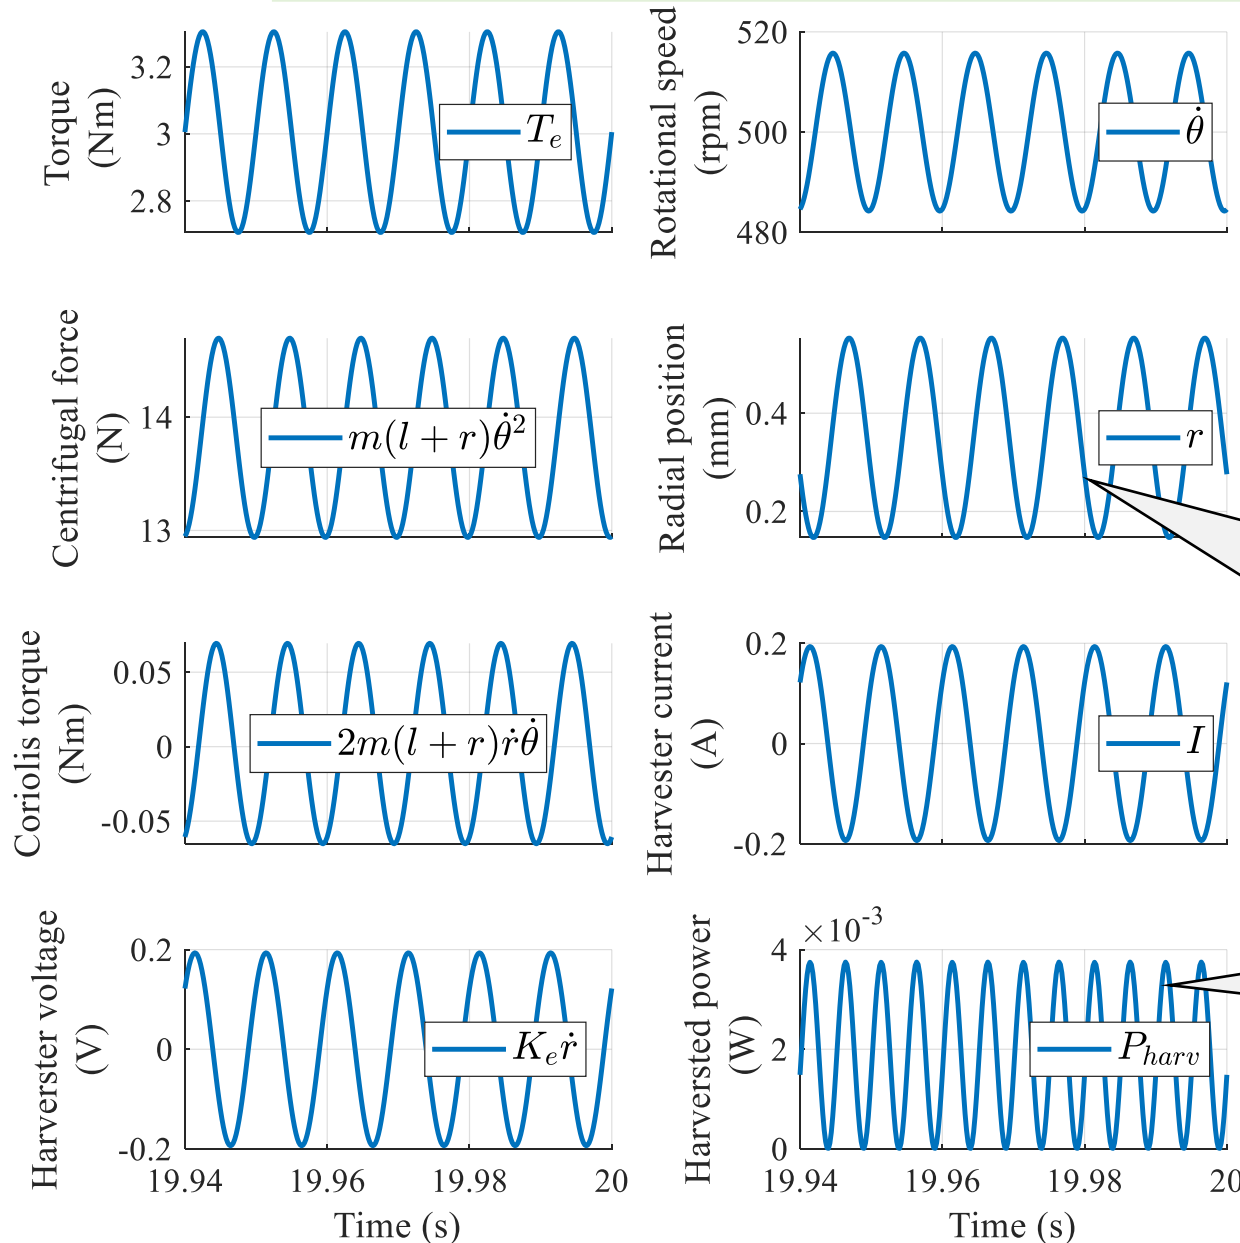 Torque
(Nm)
3.2
3
2.8
T_e
Rotational speed
(rpm)
520
500
480
θ̇
Centrifugal force
(N)
14
13
m(l + r)θ̇²
Radial position
(mm)
0.4
0.2
r
Coriolis torque
(Nm)
0.05
0
-0.05
2m(l + r)ṙθ̇
Harvester current
(A)
0.2
0
-0.2
I
Harverster voltage
(V)
0.2
0
-0.2
K_eṙ
19.94 19.96 19.98 20
Time (s)
Harversted power
(W)
×10⁻³
4
2
0
P_harv
19.94 19.96 19.98 20
Time (s)